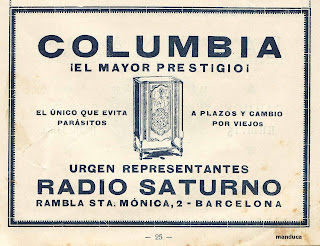 COLUMBIA
¡EL MAYOR PRESTIGIO¡
EL ÚNICO QUE EVITA
PARÁSITOS
A PLAZOS Y CAMBIO
POR VIEJOS
URGEN REPRESENTANTES
RADIO SATURNO
RAMBLA STA. MÓNICA, 2 - BARCELONA
— 25 —
manduca